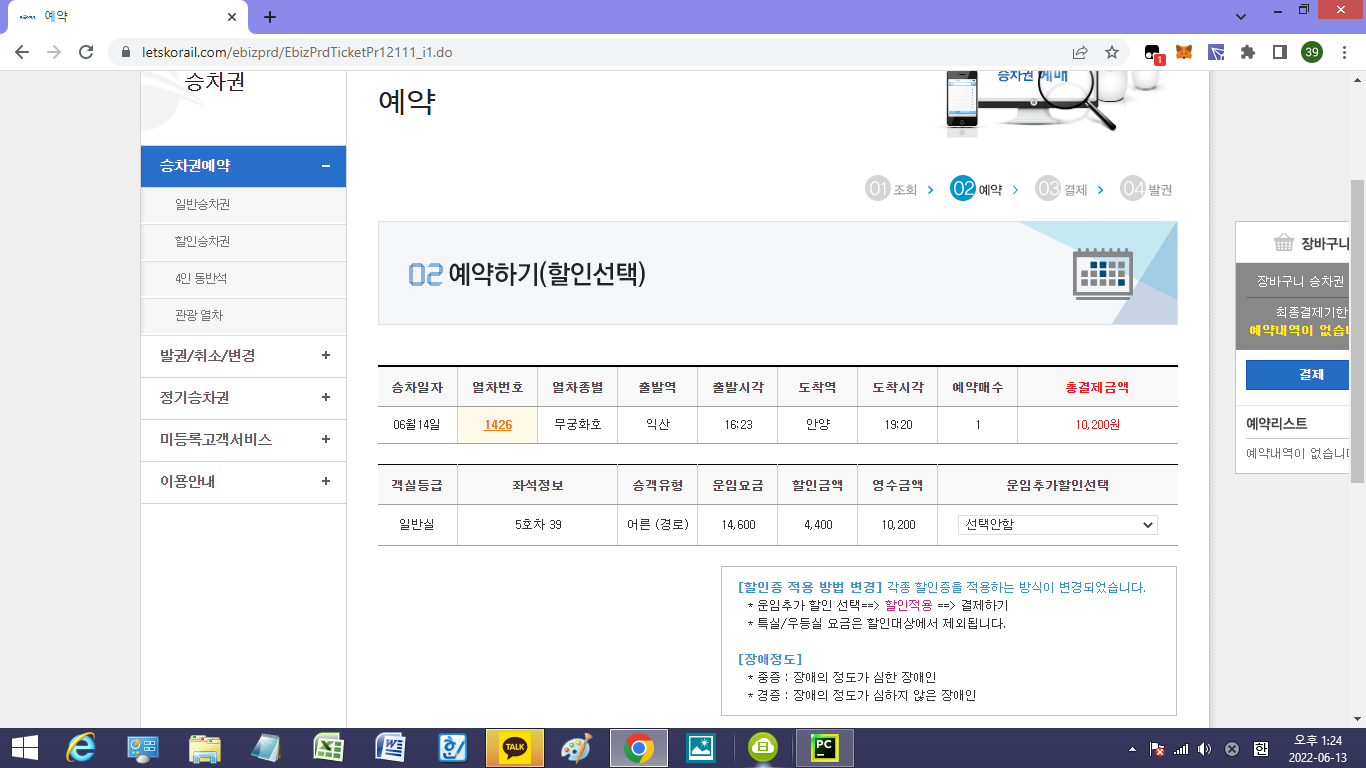 예약
letskorail.com/ebizprd/EbizPrdTicketPr12111_i1.do
1
39
승차권
예약
승차권예약 −
일반승차권
할인승차권
4인 동반석
관광 열차
발권/취소/변경 +
정기승차권 +
미등록고객서비스 +
이용안내 +
01 조회 > 02 예약 > 03 결제 > 04 발권
02 예약하기(할인선택)
승차일자 열차번호 열차종별 출발역 출발시각 도착역 도착시각 예약매수 총결제금액
06월14일 1426 무궁화호 익산 16:23 안양 19:20 1 10,200원
객실등급 좌석정보 승객유형 운임요금 할인금액 영수금액 운임추가할인선택
일반실 5호차 39 어른 (경로) 14,600 4,400 10,200 선택안함
[할인증 적용 방법 변경] 각종 할인증을 적용하는 방식이 변경되었습니다.
* 운임추가 할인 선택==> 할인적용 ==> 결제하기
* 특실/우등실 요금은 할인대상에서 제외됩니다.
[장애정도]
* 중증 : 장애의 정도가 심한 장애인
* 경증 : 장애의 정도가 심하지 않은 장애인
장바구니
장바구니 승차권
최종결제기한
예약내역이 없습
결제
예약리스트
예약내역이 없습니
TALK
PC
한
오후 1:24
2022-06-13